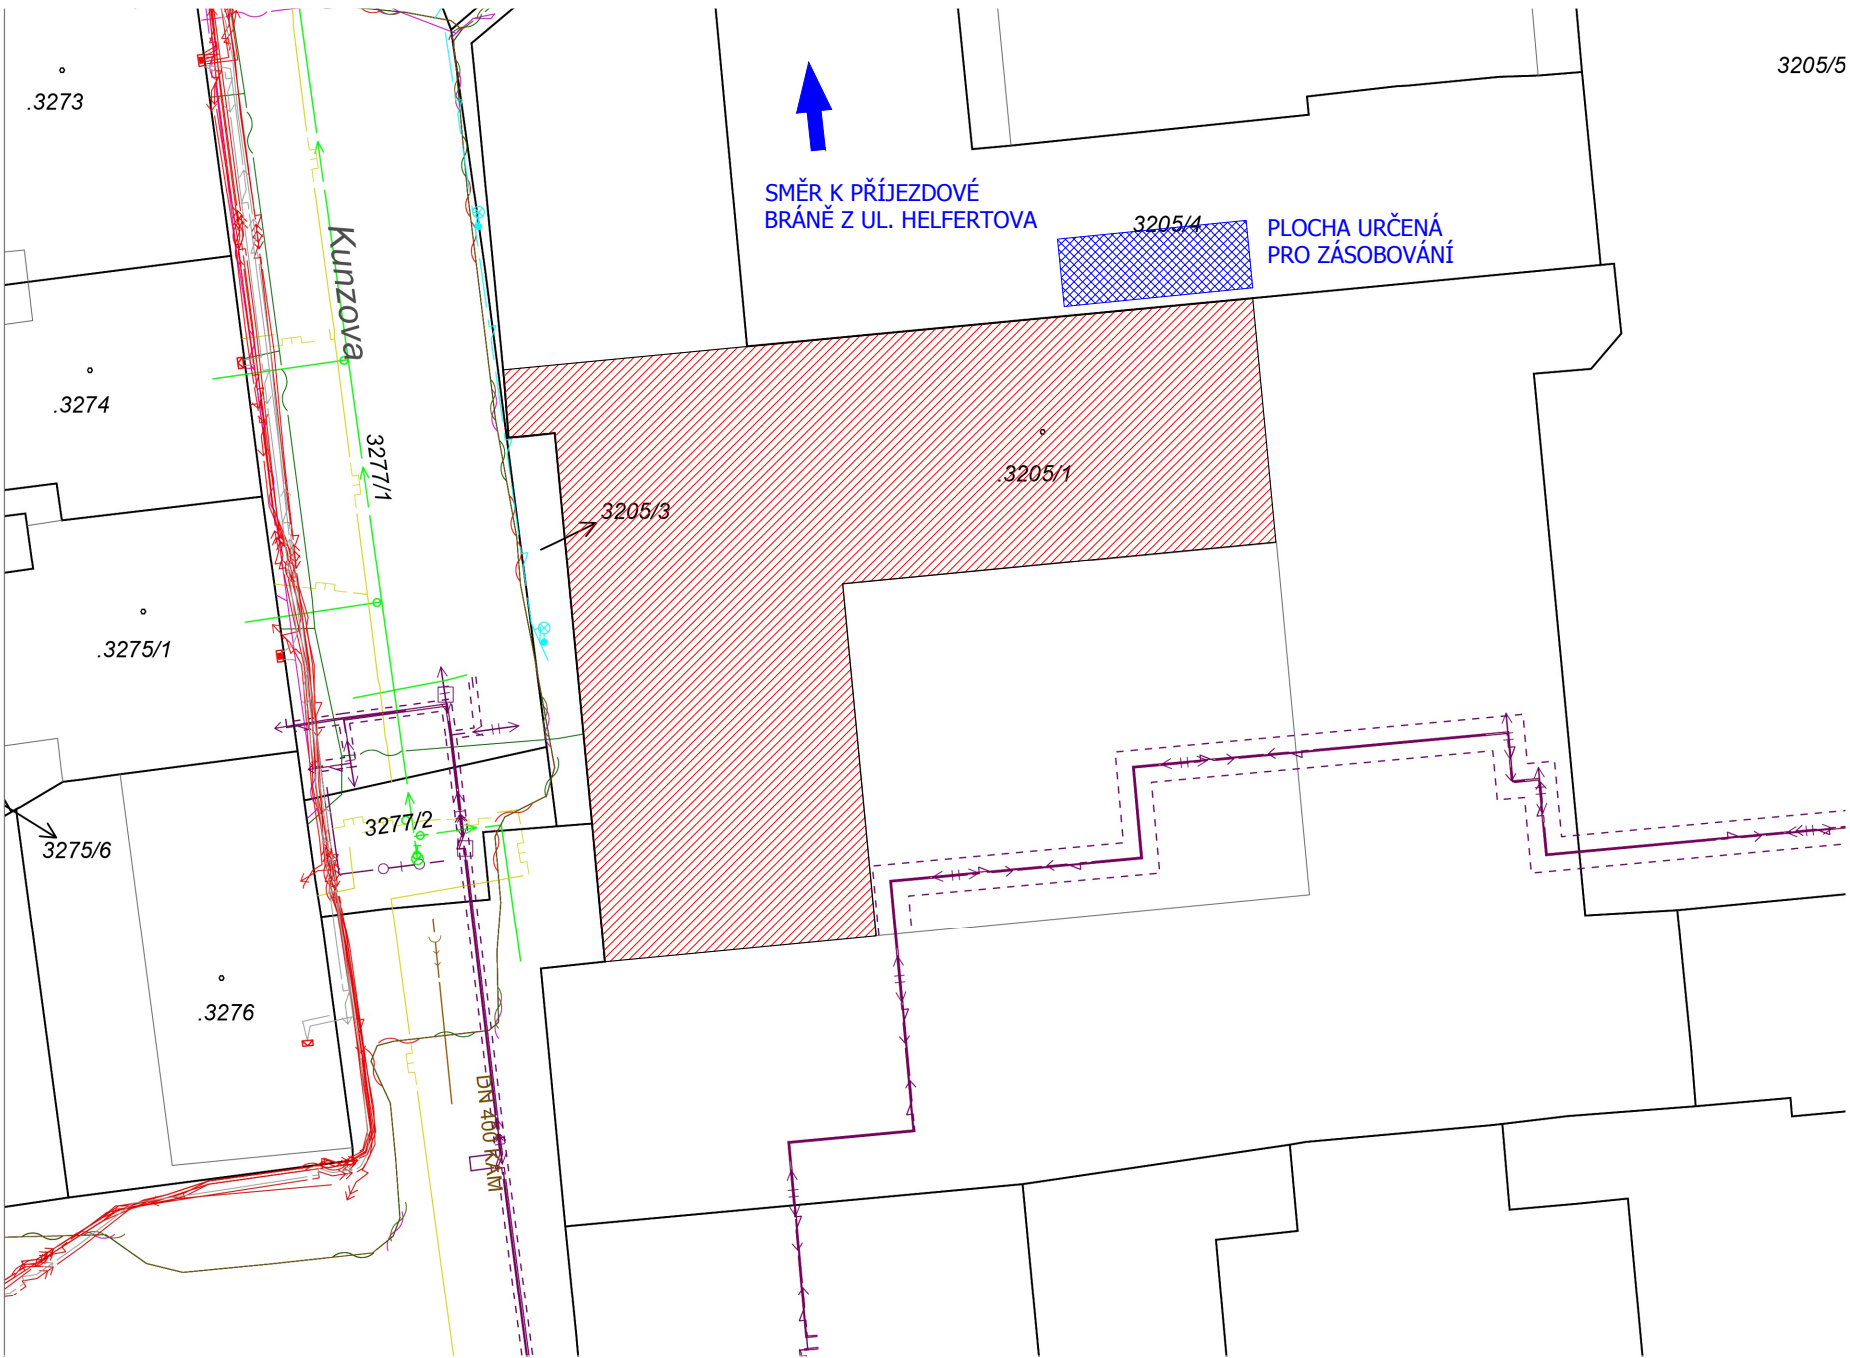 3205/5
.3273
SMĚR K PŘÍJEZDOVÉ
BRÁNĚ Z UL. HELFERTOVA
3205/4
PLOCHA URČENÁ
PRO ZÁSOBOVÁNÍ
Kunzova
.3274
3277/1
.3205/1
3205/3
.3275/1
3277/2
3275/6
.3276
DN 400 KAM